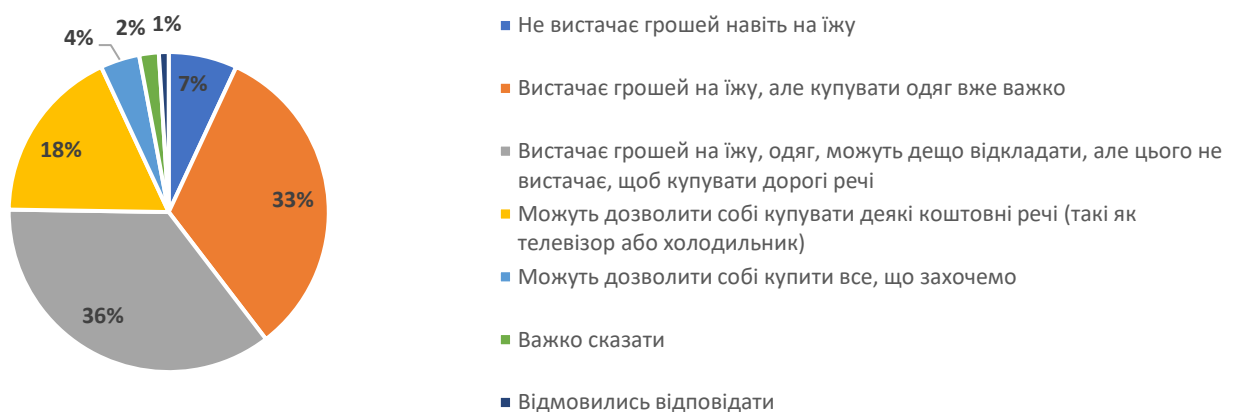 4%
2%
1%
7%
18%
33%
36%
Не вистачає грошей навіть на їжу
Вистачає грошей на їжу, але купувати одяг вже важко
Вистачає грошей на їжу, одяг, можуть дещо відкладати, але цього не
вистачає, щоб купувати дорогі речі
Можуть дозволити собі купувати деякі коштовні речі (такі як
телевізор або холодильник)
Можуть дозволити собі купити все, що захочемо
Важко сказати
Відмовились відповідати